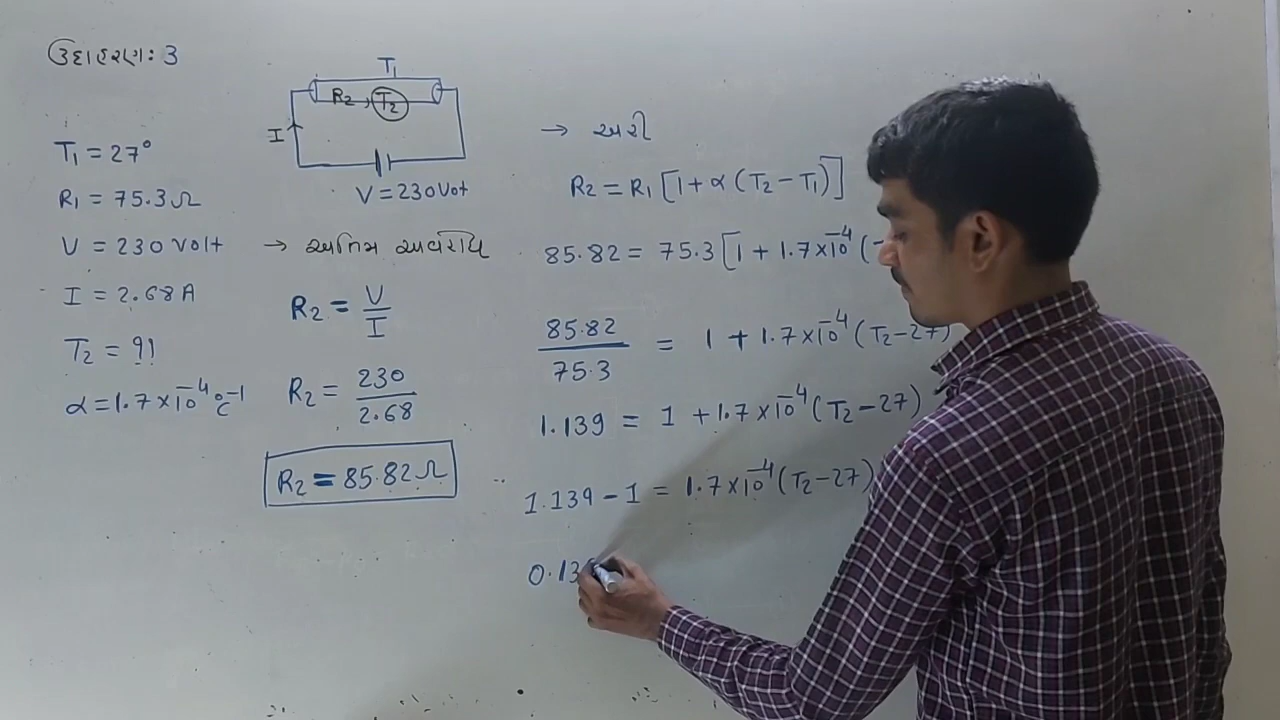 ઉદાહરણ: 3
T₁ = 27°
R₁ = 75.3 Ω
V = 230 volt
I = 2.68 A
T₂ = 91
α = 1.7 × 10⁻⁴ °C⁻¹
T₁
R₂ → T₂
I
V = 230 Vot
→ અંતિમ અવરોધ
R₂ = V/I
R₂ = 230/2.68
R₂ = 85.82 Ω
→
R₂ = R₁ [1 + α (T₂ − T₁)]
85.82 = 75.3 [1 + 1.7 × 10⁻⁴ (
85.82/75.3 = 1 + 1.7 × 10⁻⁴ (T₂ − 27)
1.139 = 1 + 1.7 × 10⁻⁴ (T₂ − 27)
1.139 − 1 = 1.7 × 10⁻⁴ (T₂ − 27)
0.13